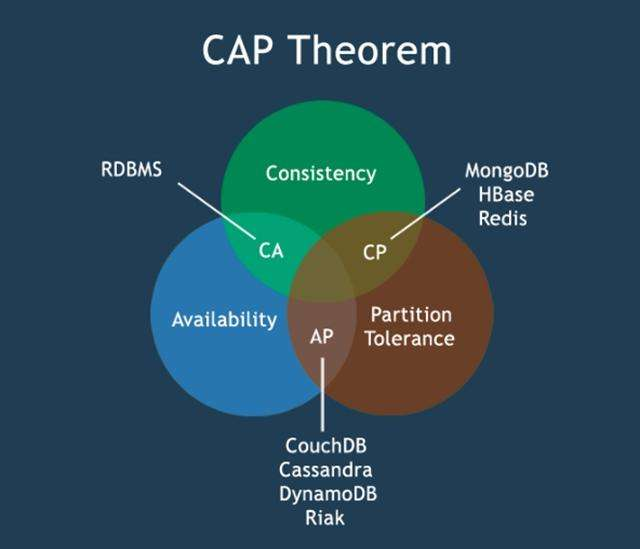 CAP Theorem
RDBMS
Consistency
MongoDB
HBase
Redis
CA
CP
Availability
Partition
Tolerance
AP
CouchDB
Cassandra
DynamoDB
Riak